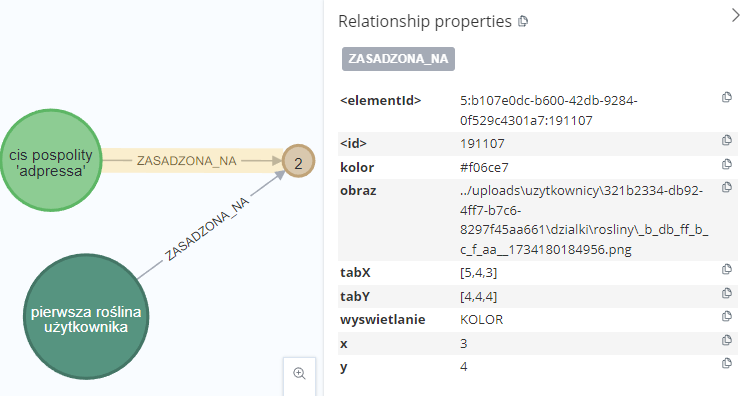 Relationship properties
ZASADZONA_NA
<elementId> 5:b107e0dc-b600-42db-9284-
0f529c4301a7:191107
<id> 191107
kolor #f06ce7
obraz ../uploads\uzytkownicy\321b2334-db92-
4ff7-b7c6-
8297f45aa661\dzialki\rosliny\_b_db_ff_b_
c_f_aa__1734180184956.png
tabX [5,4,3]
tabY [4,4,4]
wyswietlanie KOLOR
x 3
y 4
cis pospolity
'adpressa'
ZASADZONA_NA
2
ZASADZONA_NA
pierwsza roślina
użytkownika